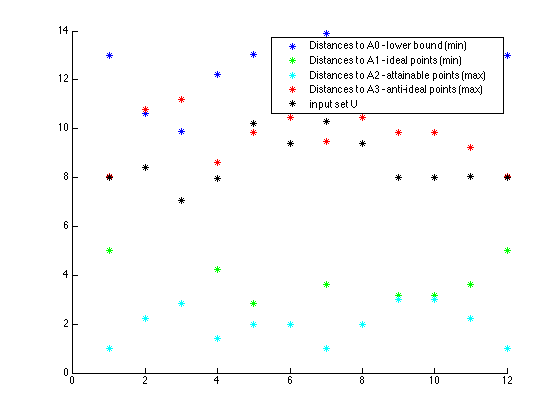 14
12
10
8
6
4
2
0
Distances to A0 - lower bound (min)
Distances to A1 - ideal points (min)
Distances to A2 - attainable points (max)
Distances to A3 - anti-ideal points (max)
input set U
0 2 4 6 8 10 12